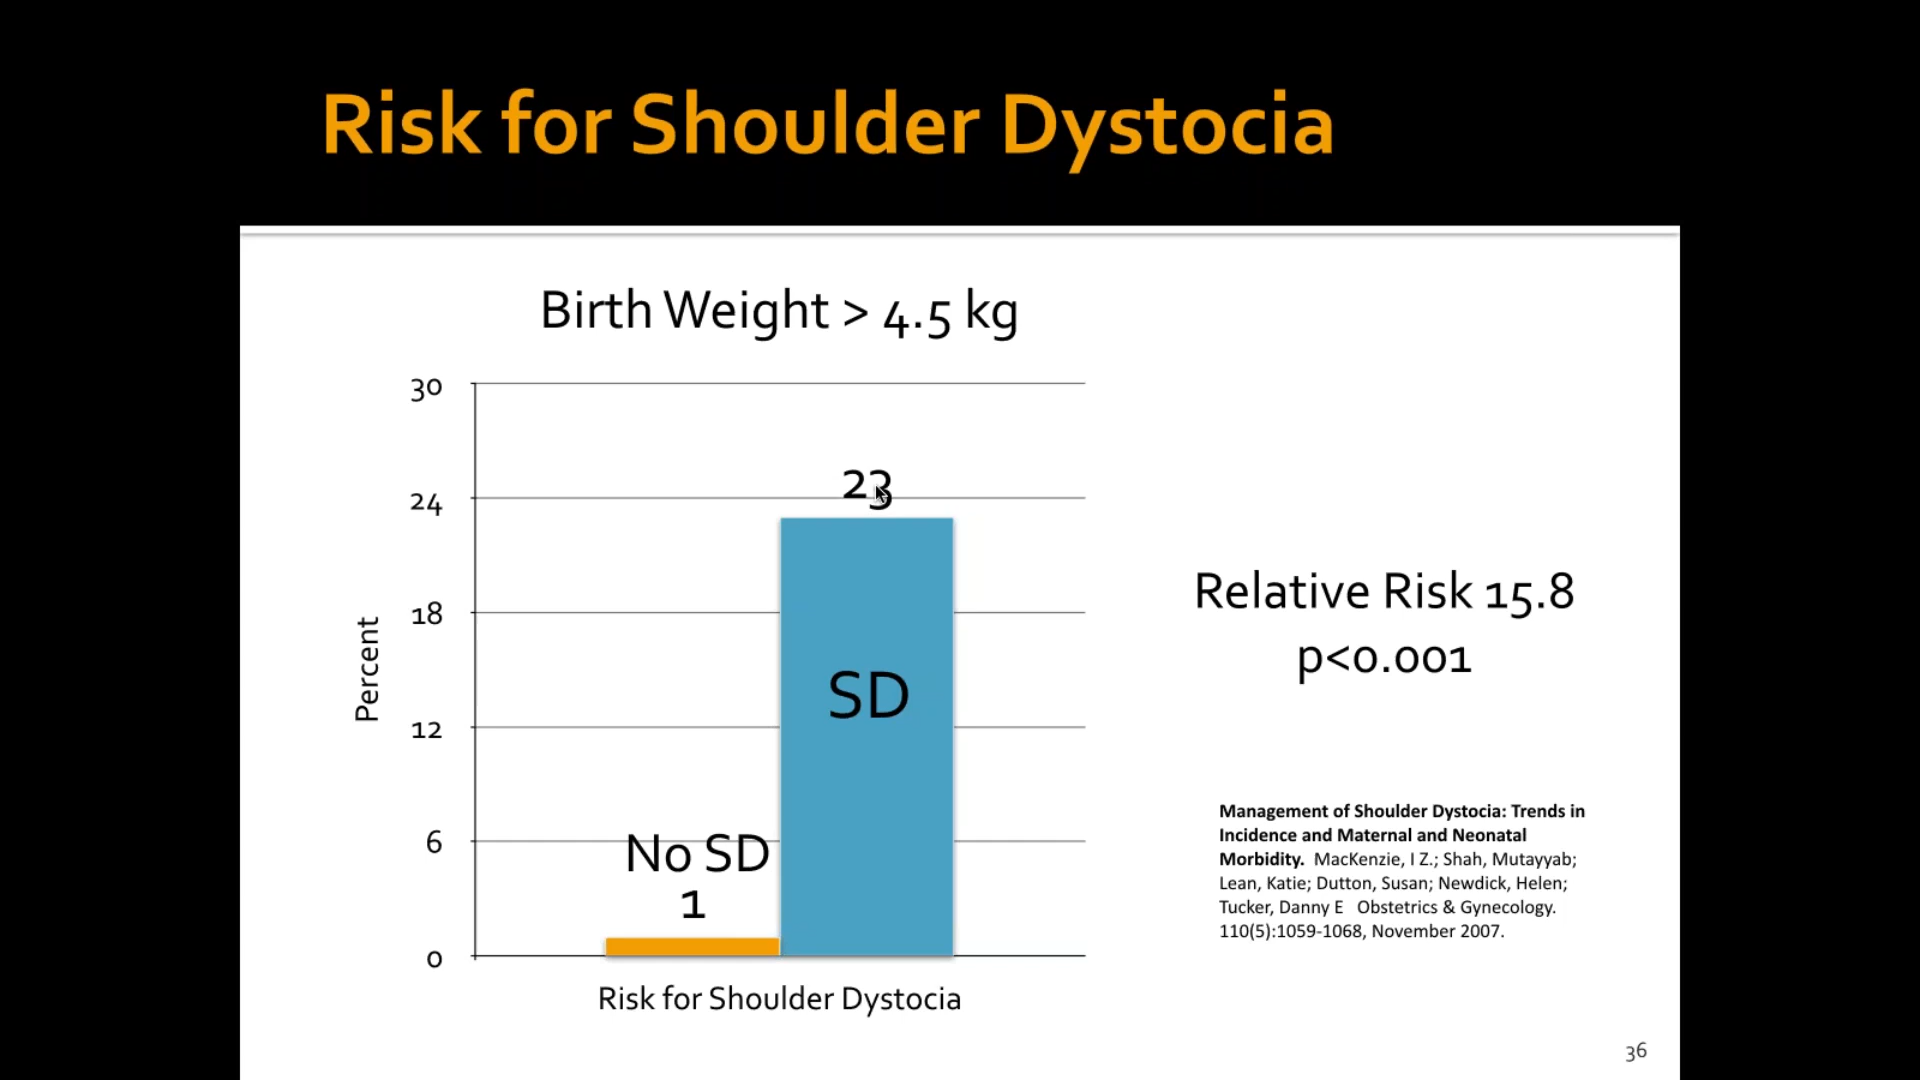 Risk for Shoulder Dystocia
Birth Weight > 4.5 kg
30
24
18
12
6
0
Percent
23
SD
No SD
1
Risk for Shoulder Dystocia
Relative Risk 15.8
p<0.001
Management of Shoulder Dystocia: Trends in
Incidence and Maternal and Neonatal
Morbidity. MacKenzie, I Z.; Shah, Mutayyab;
Lean, Katie; Dutton, Susan; Newdick, Helen;
Tucker, Danny E Obstetrics & Gynecology.
110(5):1059-1068, November 2007.
36